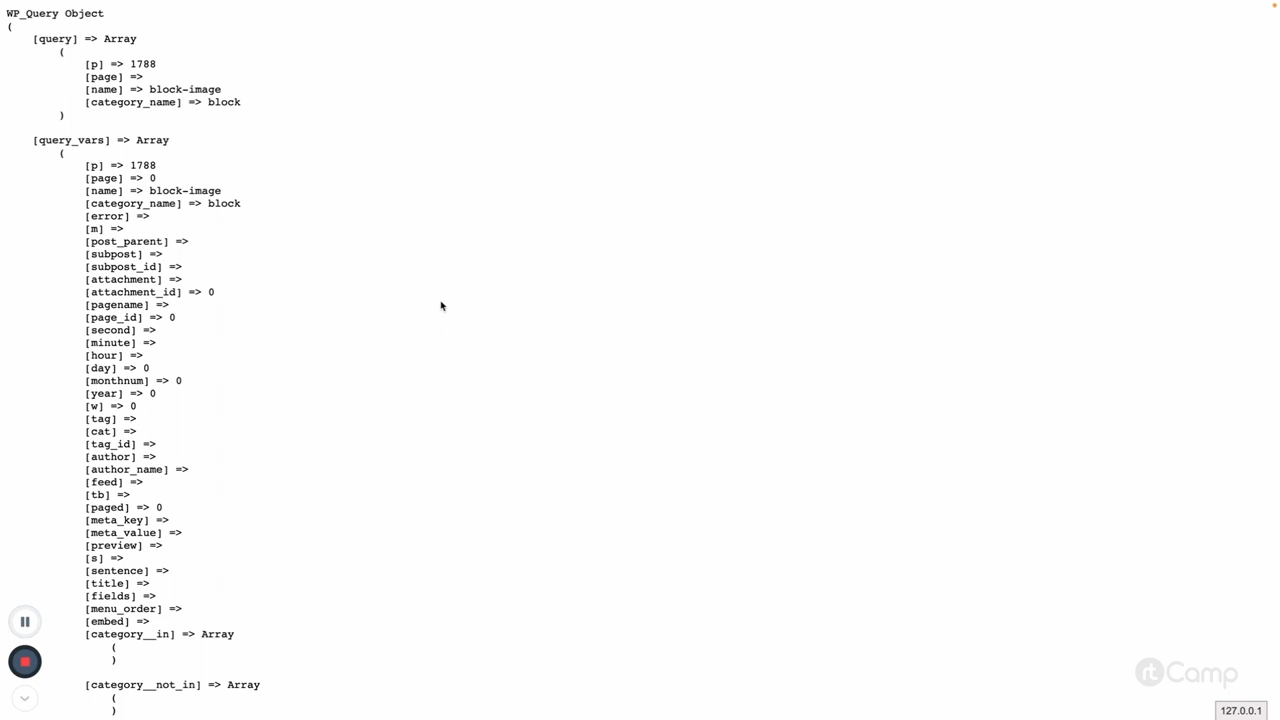 WP_Query Object
(
[query] => Array
(
[p] => 1788
[page] =>
[name] => block-image
[category_name] => block
)
[query_vars] => Array
(
[p] => 1788
[page] => 0
[name] => block-image
[category_name] => block
[error] =>
[m] =>
[post_parent] =>
[subpost] =>
[subpost_id] =>
[attachment] =>
[attachment_id] => 0
[pagename] =>
[page_id] => 0
[second] =>
[minute] =>
[hour] =>
[day] => 0
[monthnum] => 0
[year] => 0
[w] => 0
[tag] =>
[cat] =>
[tag_id] =>
[author] =>
[author_name] =>
[feed] =>
[tb] =>
[paged] => 0
[meta_key] =>
[meta_value] =>
[preview] =>
[s] =>
[sentence] =>
[title] =>
[fields] =>
[menu_order] =>
[embed] =>
[category__in] => Array
(
)
[category__not_in] => Array
(
)
rtCamp
127.0.0.1